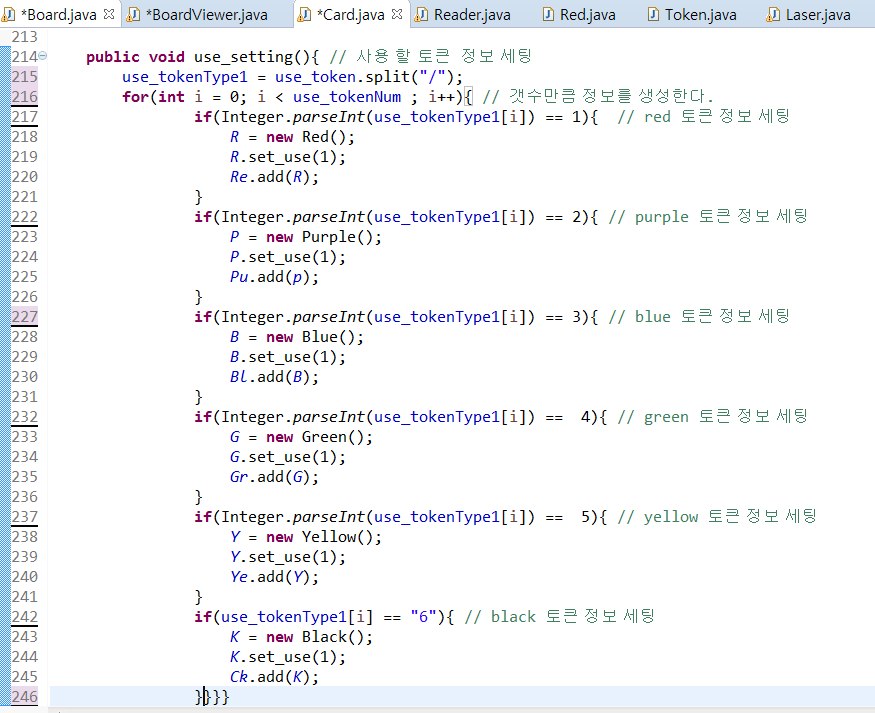 *Board.java *BoardViewer.java *Card.java Reader.java Red.java Token.java Laser.java
213
214 public void use_setting(){ // 사용 할 토큰 정보 세팅
215 use_tokenType1 = use_token.split("/");
216 for(int i = 0; i < use_tokenNum ; i++){ // 갯수만큼 정보를 생성한다.
217 if(Integer.parseInt(use_tokenType1[i]) == 1){ // red 토큰 정보 세팅
218 R = new Red();
219 R.set_use(1);
220 Re.add(R);
221 }
222 if(Integer.parseInt(use_tokenType1[i]) == 2){ // purple 토큰 정보 세팅
223 P = new Purple();
224 P.set_use(1);
225 Pu.add(p);
226 }
227 if(Integer.parseInt(use_tokenType1[i]) == 3){ // blue 토큰 정보 세팅
228 B = new Blue();
229 B.set_use(1);
230 Bl.add(B);
231 }
232 if(Integer.parseInt(use_tokenType1[i]) == 4){ // green 토큰 정보 세팅
233 G = new Green();
234 G.set_use(1);
235 Gr.add(G);
236 }
237 if(Integer.parseInt(use_tokenType1[i]) == 5){ // yellow 토큰 정보 세팅
238 Y = new Yellow();
239 Y.set_use(1);
240 Ye.add(Y);
241 }
242 if(use_tokenType1[i] == "6"){ // black 토큰 정보 세팅
243 K = new Black();
244 K.set_use(1);
245 Ck.add(K);
246 }}}}